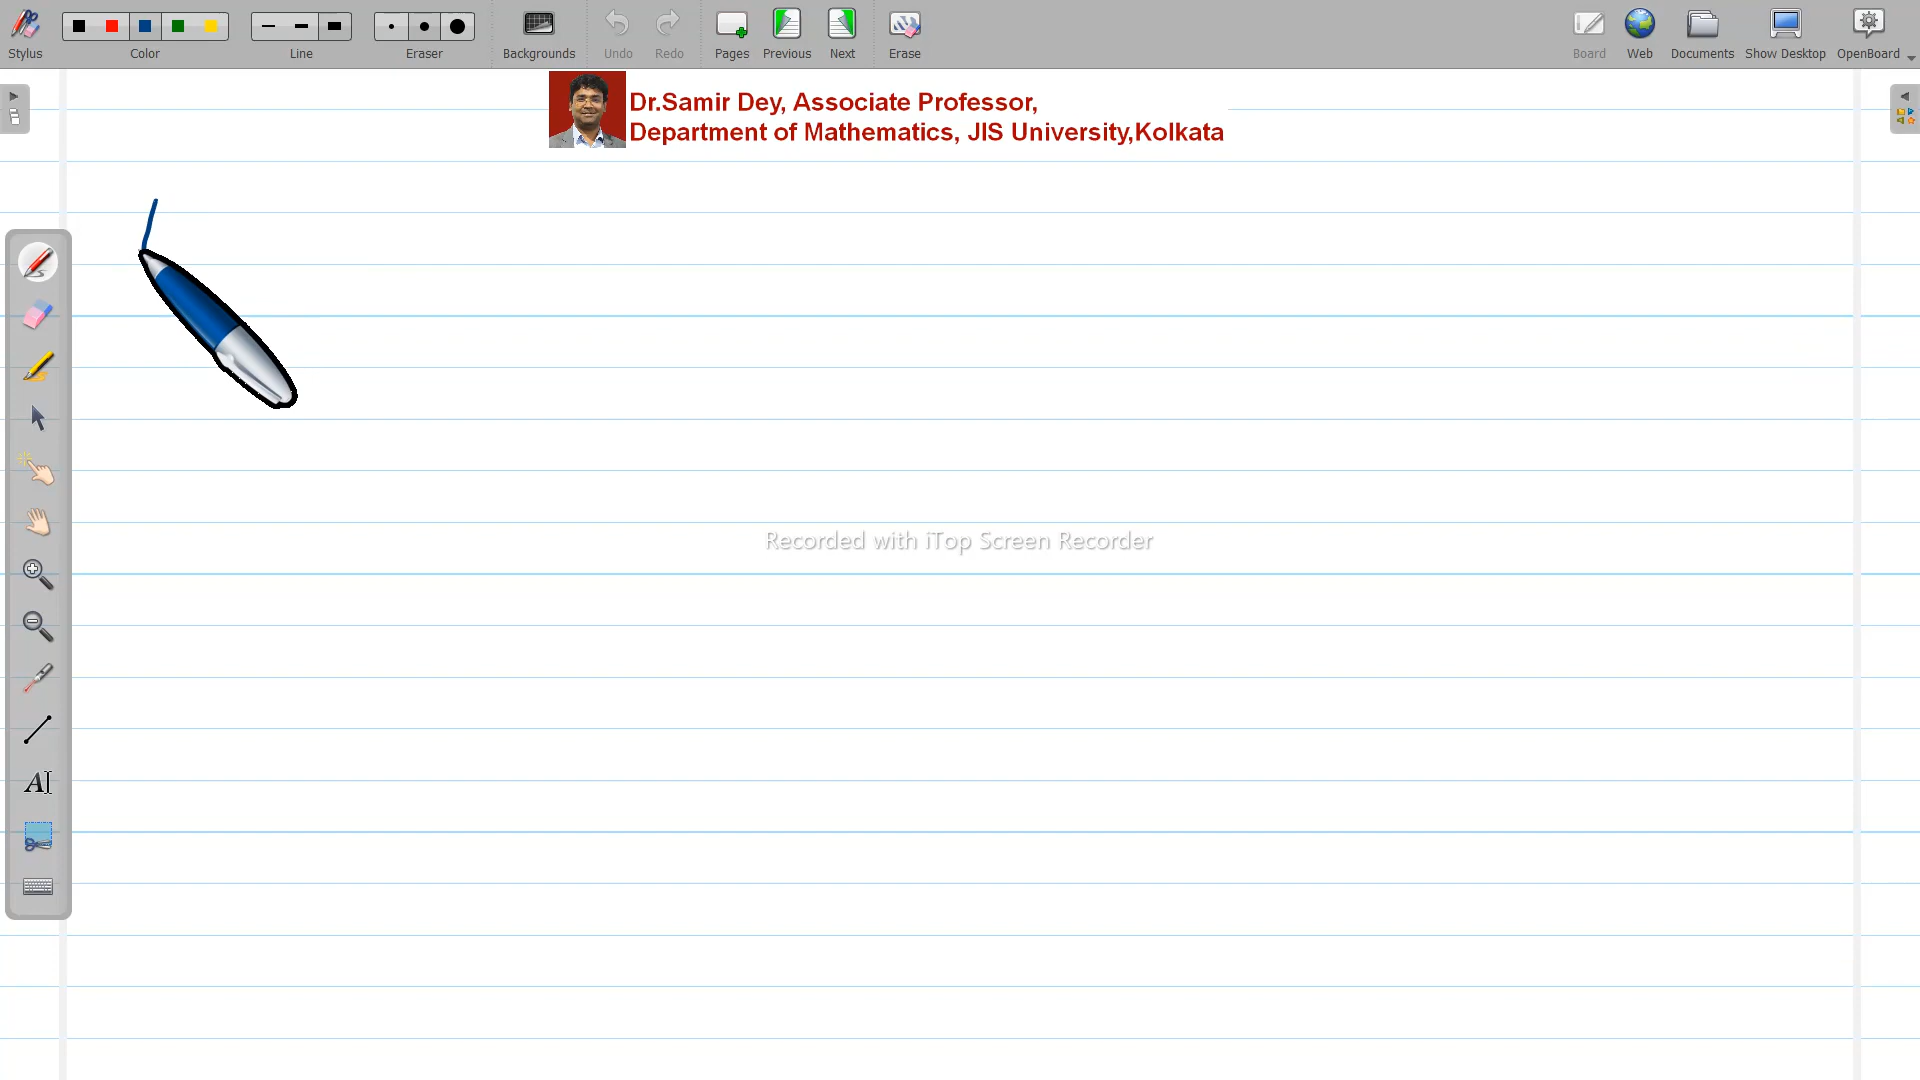 Stylus
Color
Line
Eraser
Backgrounds
Undo
Redo
Pages
Previous
Next
Erase
Board
Web
Documents
Show Desktop
OpenBoard
Dr.Samir Dey, Associate Professor,
Department of Mathematics, JIS University,Kolkata
Recorded with iTop Screen Recorder
A